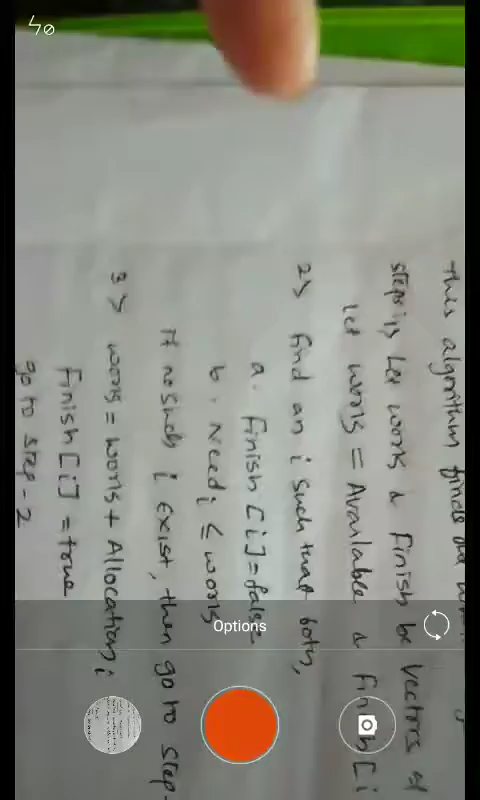 this algorithm finds out
steps 1> Let work & Finish be vectors of
Let work = Available & finish[i
2> find an i such that both,
a. finish[i]=false
b. Need i ≤ work
If no such i exist, then go to step-
3> work = work + Allocation i
finish[i] = true
go to step-2
Options